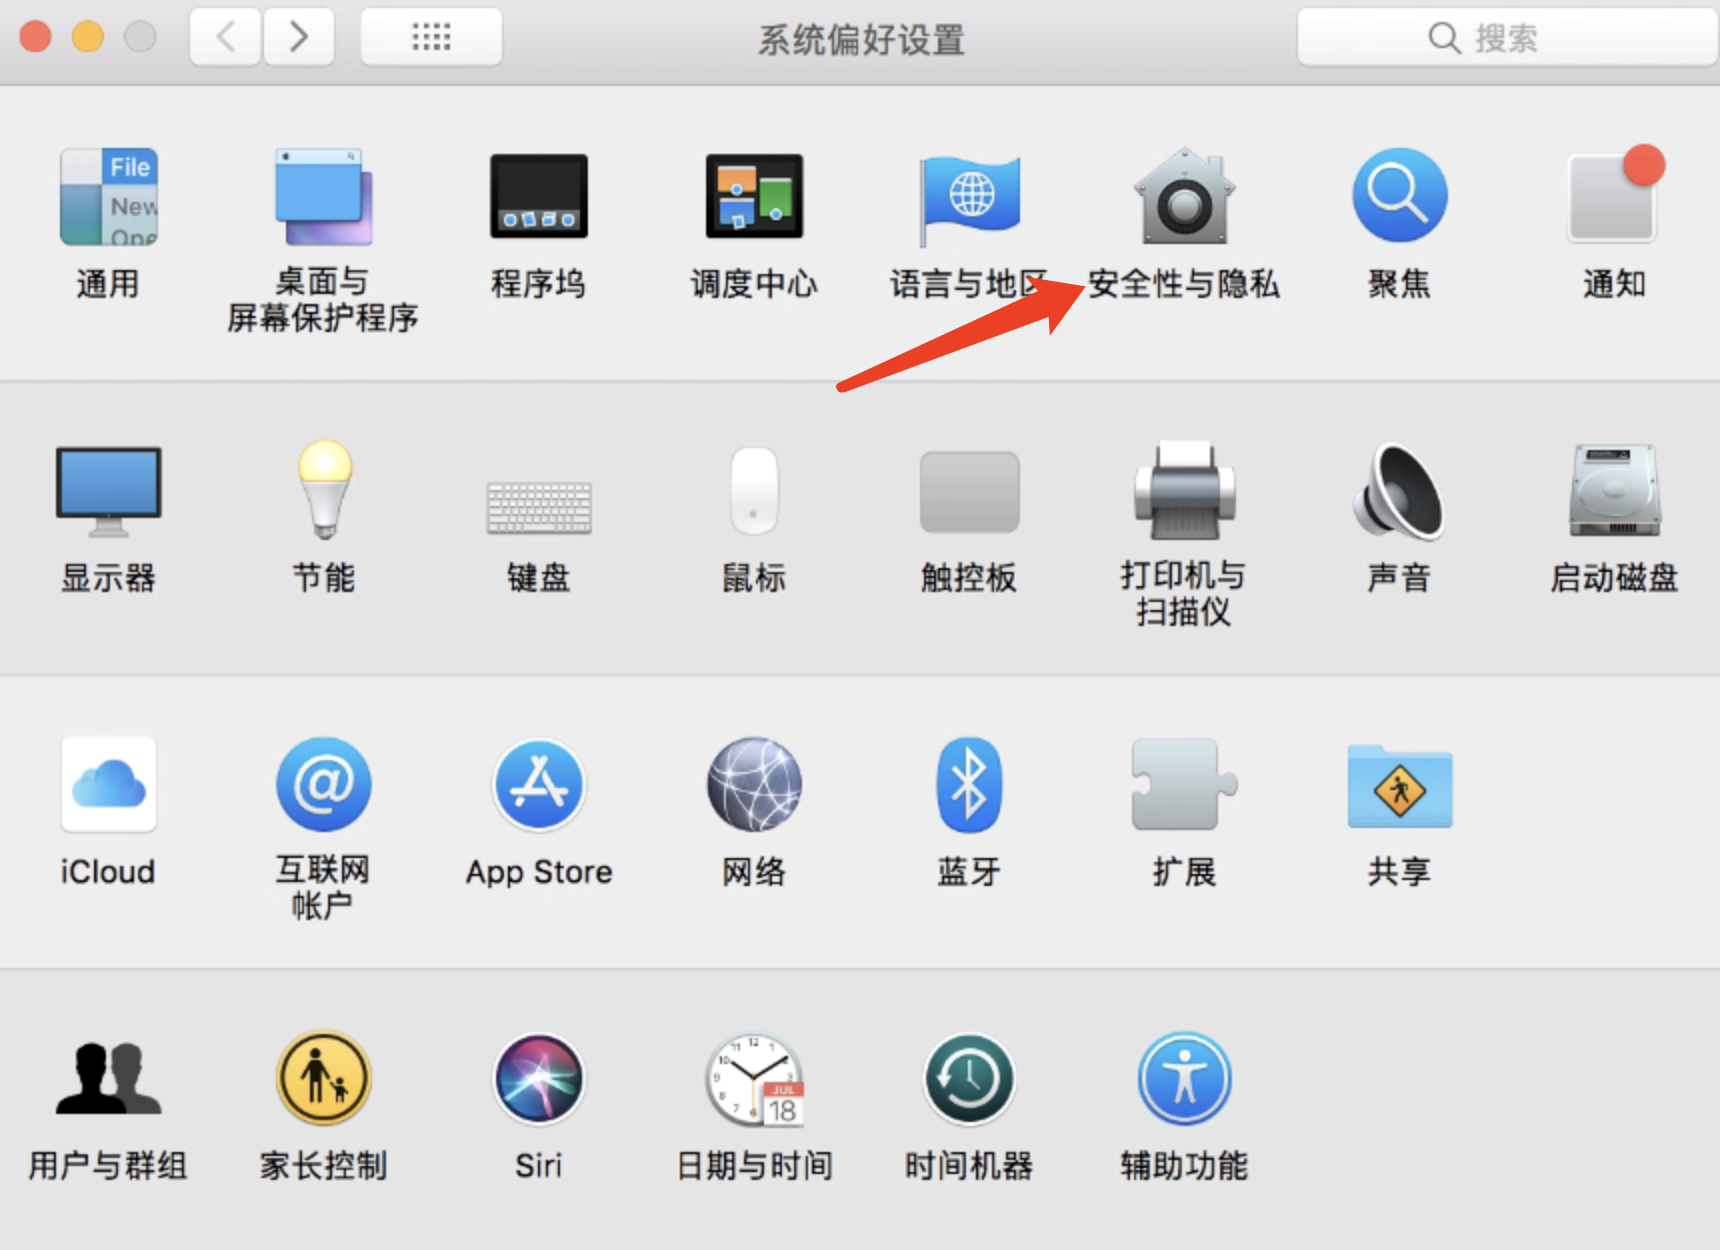 系统偏好设置
搜索
File
New
Ope
通用
桌面与
屏幕保护程序
程序坞
调度中心
语言与地区
安全性与隐私
聚焦
通知
显示器
节能
键盘
鼠标
触控板
打印机与
扫描仪
声音
启动磁盘
iCloud
互联网
帐户
App Store
网络
蓝牙
扩展
共享
JUL
18
用户与群组
家长控制
Siri
日期与时间
时间机器
辅助功能